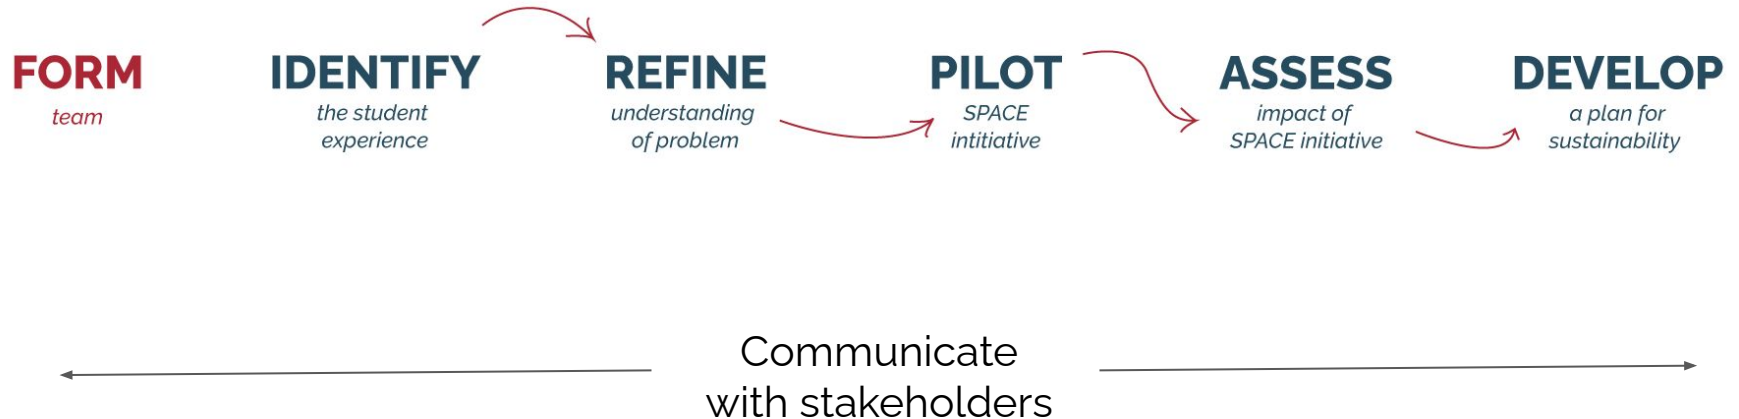 FORM
team
IDENTIFY
the student
experience
REFINE
understanding
of problem
PILOT
SPACE
intitiative
ASSESS
impact of
SPACE initiative
DEVELOP
a plan for
sustainability
Communicate
with stakeholders